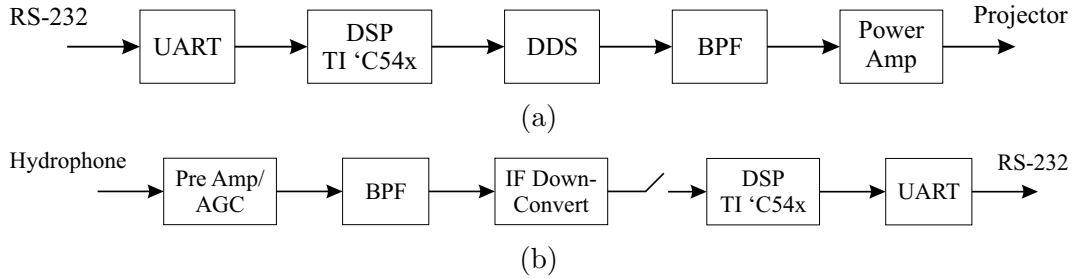 RS-232
Projector
UART
DSP
TI ‘C54x
DDS
BPF
Power
Amp
(a)
Hydrophone
RS-232
Pre Amp/
AGC
BPF
IF Down-
Convert
DSP
TI ‘C54x
UART
(b)